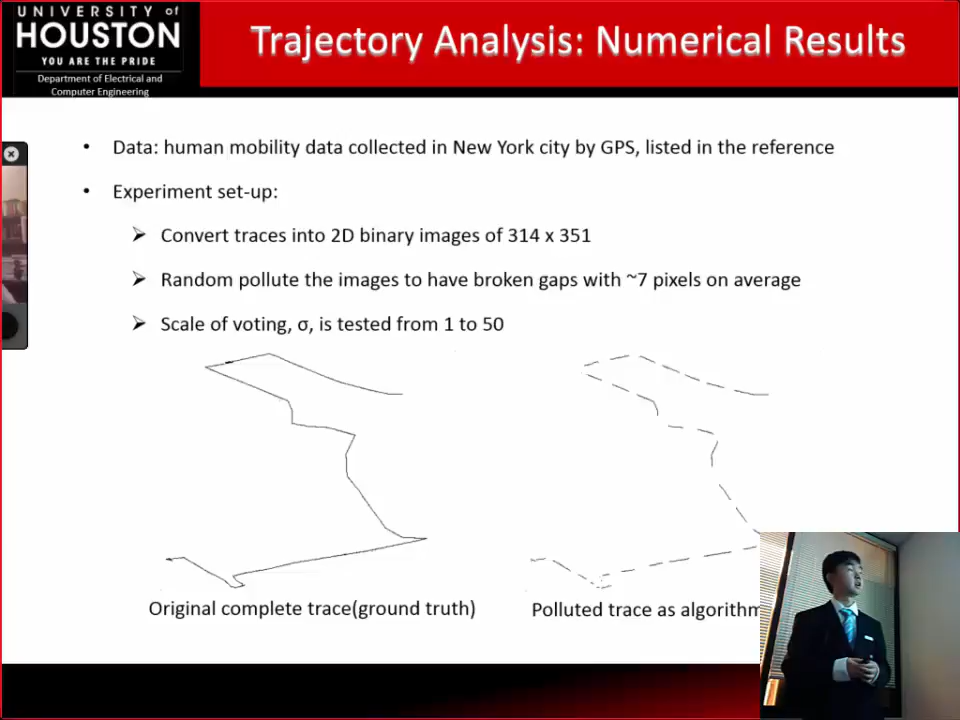 UNIVERSITY of
HOUSTON
YOU ARE THE PRIDE
Department of Electrical and
Computer Engineering
Trajectory Analysis: Numerical Results
• Data: human mobility data collected in New York city by GPS, listed in the reference
• Experiment set-up:
➢ Convert traces into 2D binary images of 314 x 351
➢ Random pollute the images to have broken gaps with ~7 pixels on average
➢ Scale of voting, σ, is tested from 1 to 50
Original complete trace(ground truth)
Polluted trace as algorithm